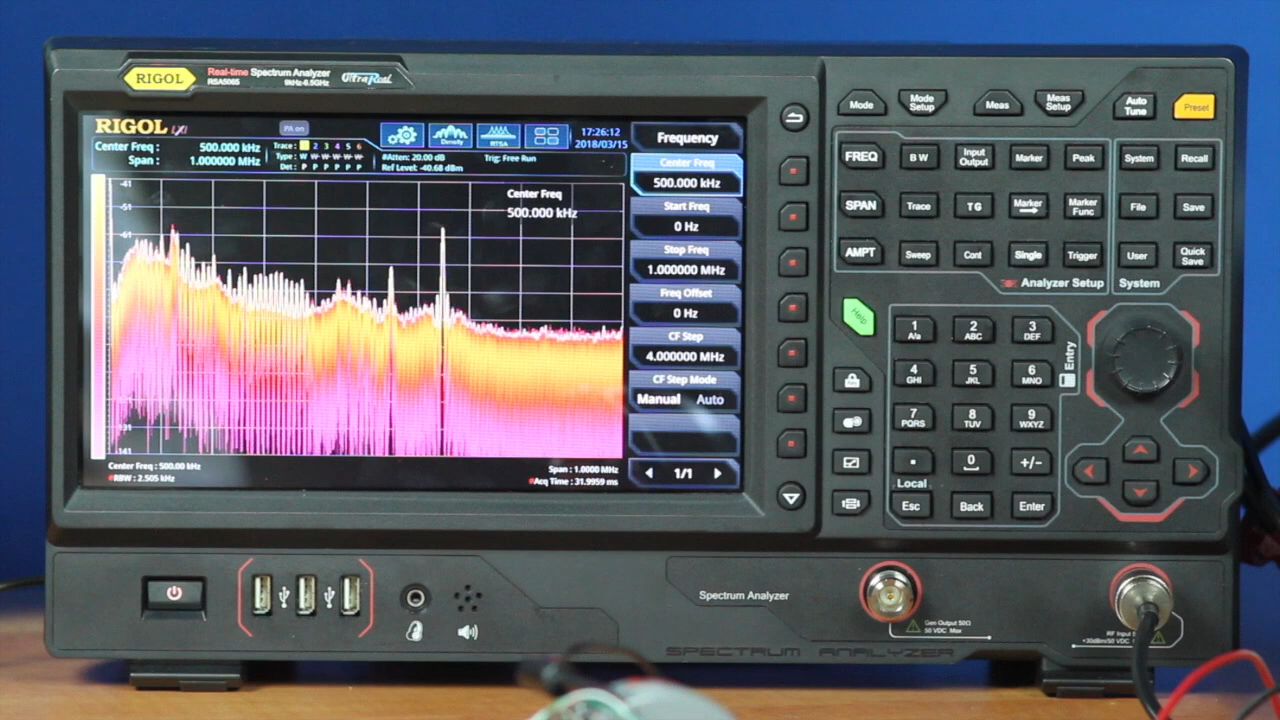 RIGOL Real-time Spectrum Analyzer
RSA5065 9kHz-6.5GHz UltraReal
RIGOL LXI PA on
17:26:12
2018/03/15
Center Freq : 500.000 kHz
Span : 1.000000 MHz
Trace : 1 2 3 4 5 6
Type : W W W W W W
Det : P P P P P P
Density
RTSA
#Atten: 20.00 dB Trig: Free Run
Ref Level: -40.68 dBm
-41
-51
-61
-131
-141
Center Freq
500.000 kHz
Center Freq : 500.00 kHz
Span : 1.0000 MHz
#RBW : 2.505 kHz
#Acq Time : 31.9959 ms
Frequency
Center Freq
500.000 kHz
Start Freq
0 Hz
Stop Freq
1.000000 MHz
Freq Offset
0 Hz
CF Step
4.000000 MHz
CF Step Mode
Manual Auto
1/1
Mode
Mode Setup
Meas
Meas Setup
Auto Tune
Preset
FREQ
BW
Input Output
Marker
Peak
System
Recall
SPAN
Trace
TG
Marker
Marker Func
File
Save
AMPT
Sweep
Cont
Single
Trigger
User
Quick Save
Analyzer Setup
System
Help
1 A/a
2 ABC
3 DEF
4 GHI
5 JKL
6 MNO
7 PQRS
8 TUV
9 WXYZ
.
0
+/-
Entry
Local
Esc
Back
Enter
Spectrum Analyzer
Gen Output 50Ω
50 VDC Max
RF Input
+30dBm/50 VDC
SPECTRUM ANALYZER